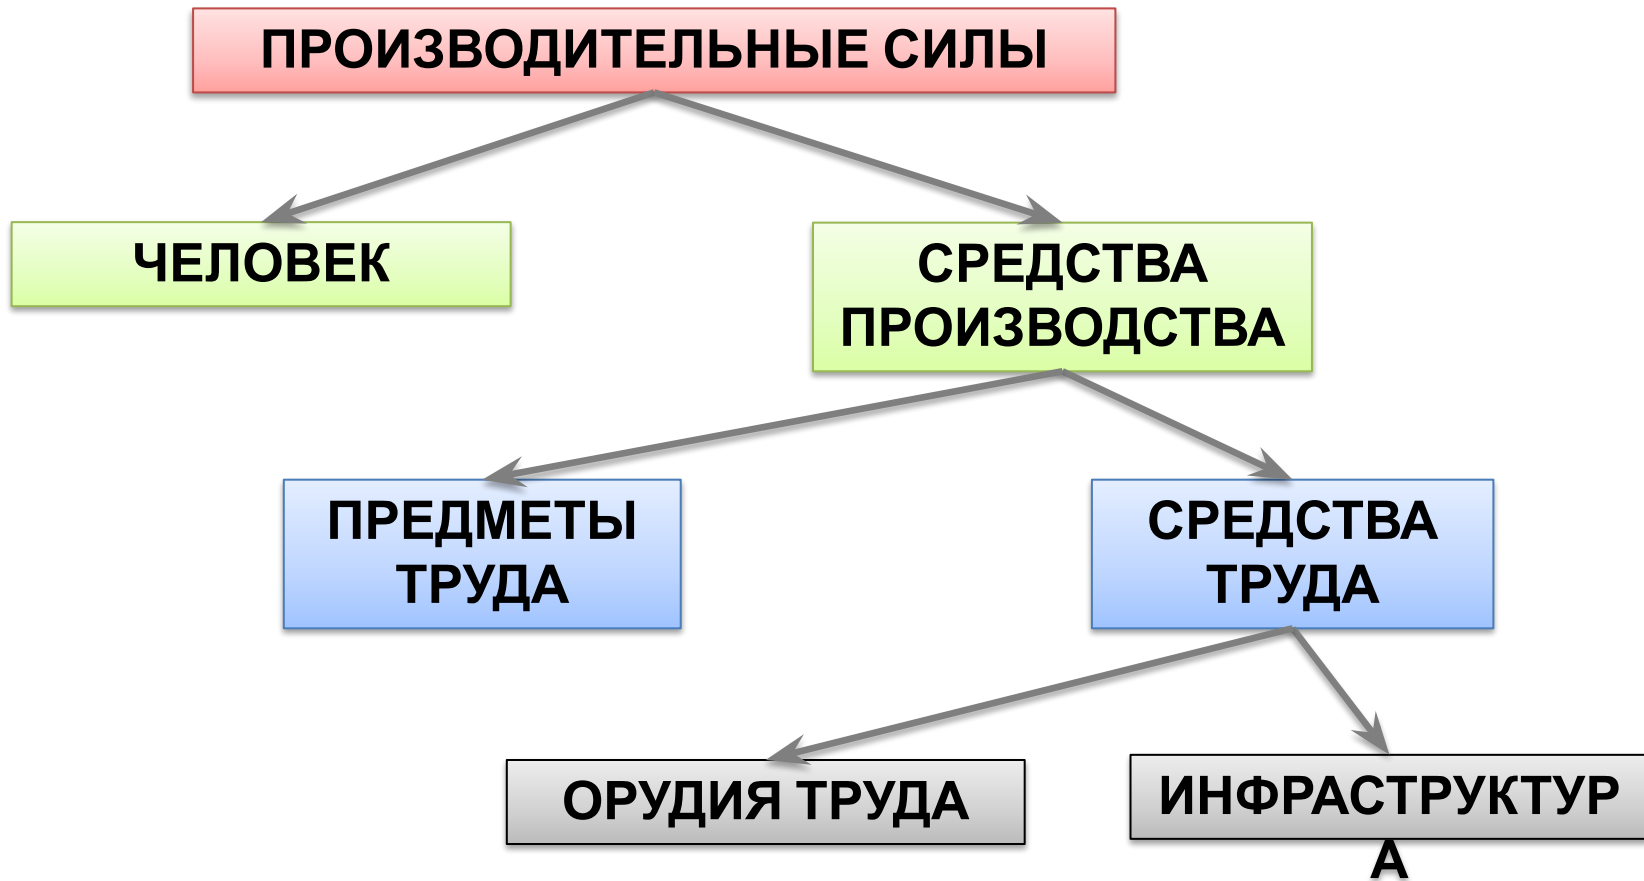 ПРОИЗВОДИТЕЛЬНЫЕ СИЛЫ
ЧЕЛОВЕК
СРЕДСТВА
ПРОИЗВОДСТВА
ПРЕДМЕТЫ
ТРУДА
СРЕДСТВА
ТРУДА
ОРУДИЯ ТРУДА
ИНФРАСТРУКТУР
А